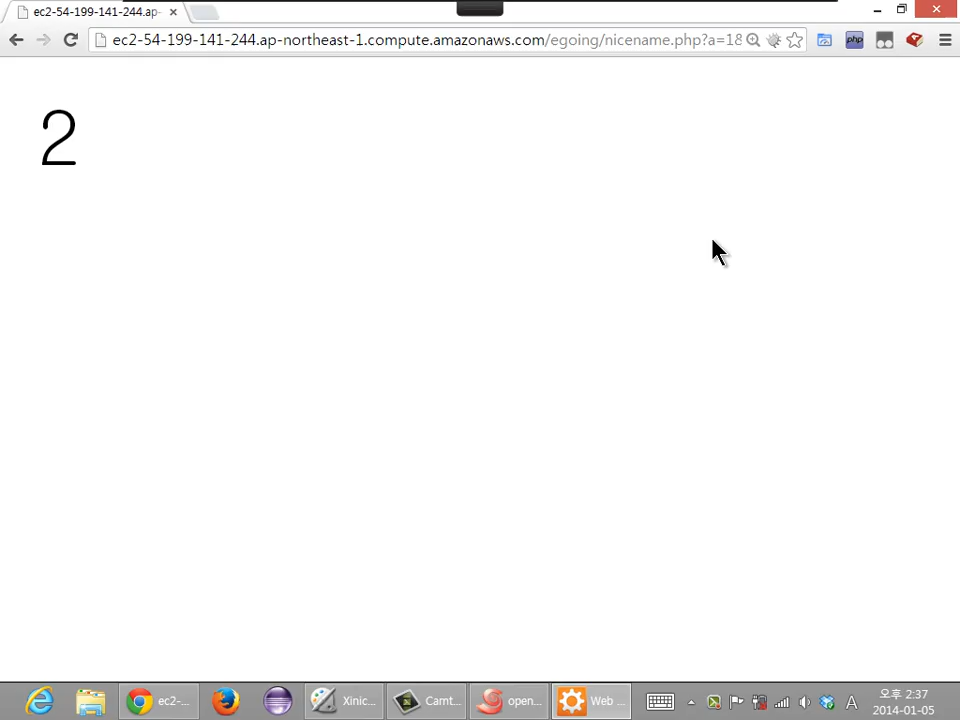 ec2-54-199-141-244.ap-
ec2-54-199-141-244.ap-northeast-1.compute.amazonaws.com/egoing/nicename.php?a=18
php
2
ec2-...
Xinic...
Camt...
open...
Web ...
A
오후 2:37
2014-01-05